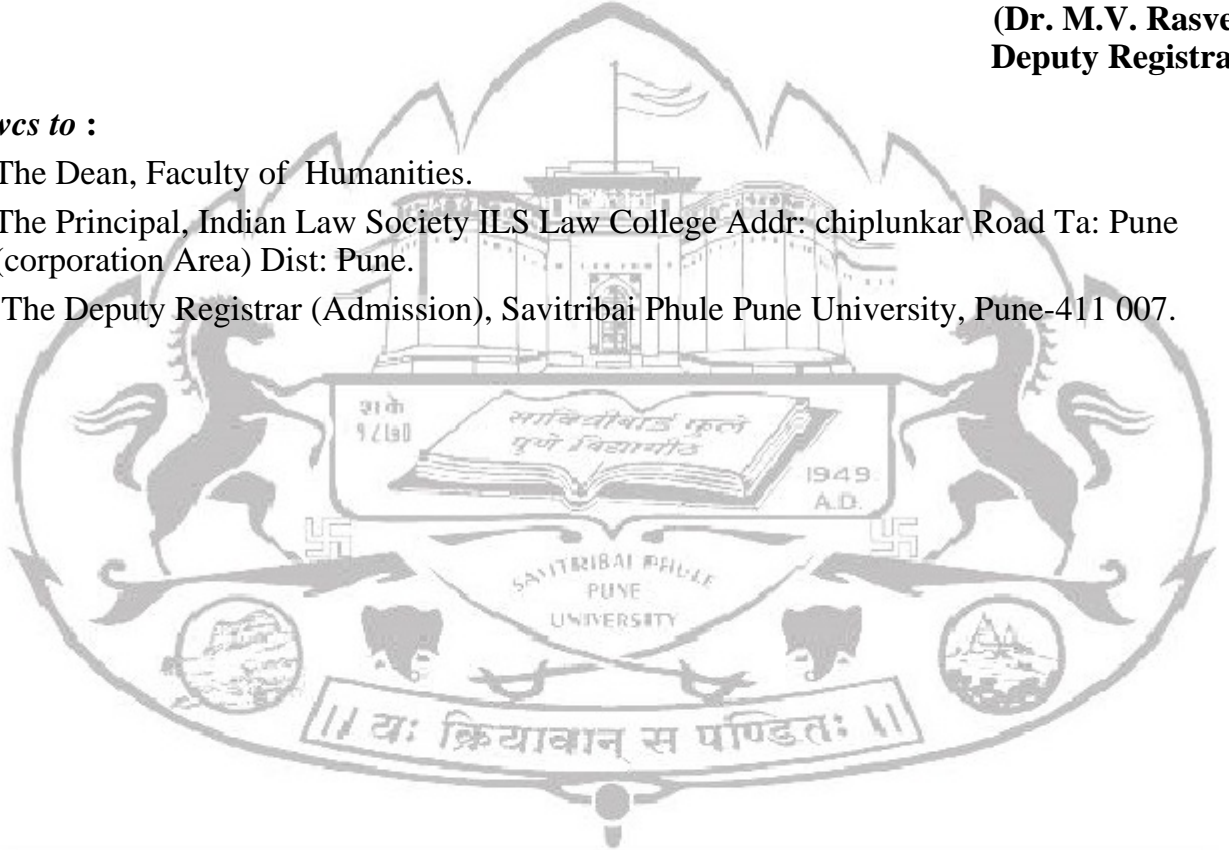 (Dr. M.V. Rasve
Deputy Registra
wcs to :
The Dean, Faculty of Humanities.
The Principal, Indian Law Society ILS Law College Addr: chiplunkar Road Ta: Pune
(corporation Area) Dist: Pune.
The Deputy Registrar (Admission), Savitribai Phule Pune University, Pune-411 007.
शके
१८७०
सावित्रीबाई फुले
पुणे विद्यापीठ
1949
A.D.
SAVITRIBAI PHULE
PUNE
UNIVERSITY
।। यः क्रियावान् स पण्डितः ।।